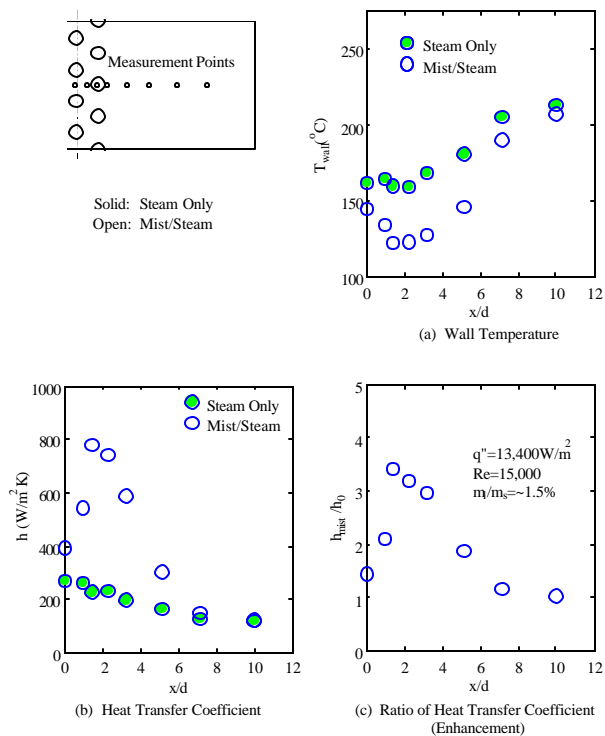 Measurement Points
Solid: Steam Only
Open: Mist/Steam
250
200
150
100
T_wall(°C)
Steam Only
Mist/Steam
0 2 4 6 8 10 12
x/d
(a) Wall Temperature
1000
800
600
400
200
0
h (W/m² K)
Steam Only
Mist/Steam
0 2 4 6 8 10 12
x/d
(b) Heat Transfer Coefficient
5
4
3
2
1
0
h_mist/h_0
q"=13,400W/m²
Re=15,000
m_l/m_s=~1.5%
0 2 4 6 8 10 12
x/d
(c) Ratio of Heat Transfer Coefficient
(Enhancement)